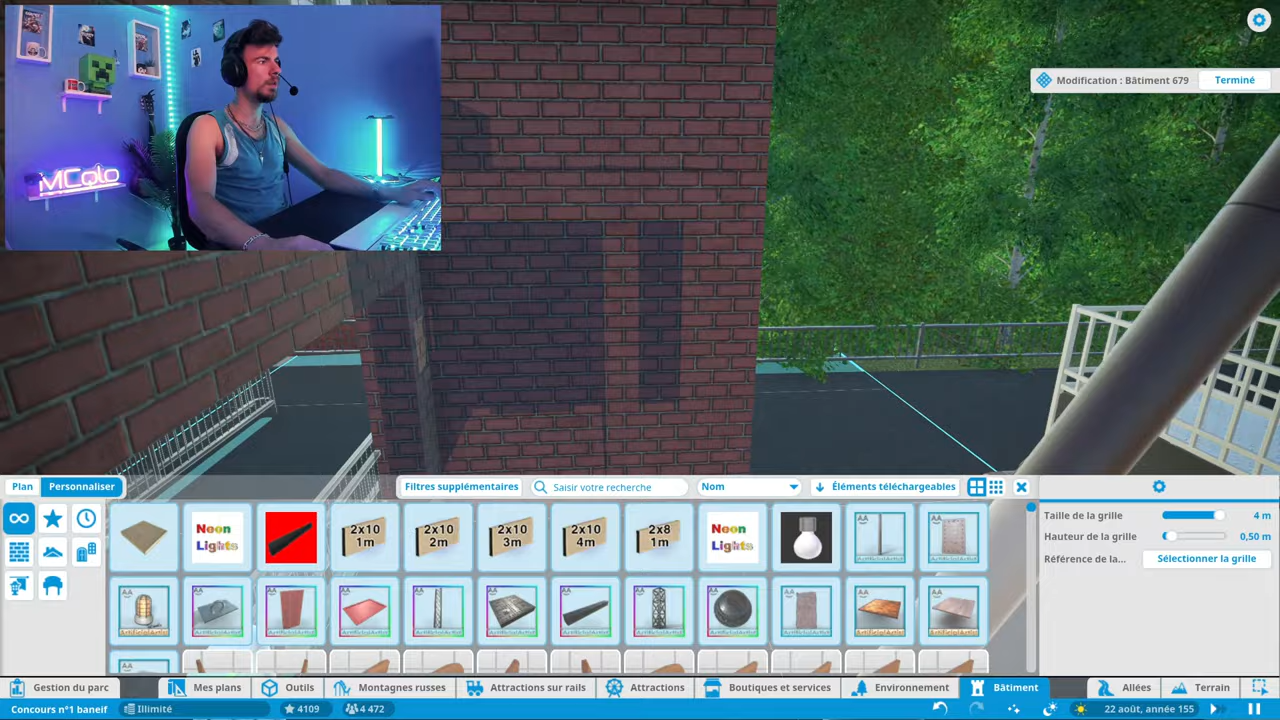 MCqlo
Modification : Bâtiment 679
Terminé
Plan
Personnaliser
Filtres supplémentaires
Saisir votre recherche
Nom
Éléments téléchargeables
Neon
Lights
2x10
1m
2x10
2m
2x10
3m
2x10
4m
2x8
1m
Neon
Lights
Taille de la grille
4 m
Hauteur de la grille
0,50 m
Référence de la...
Sélectionner la grille
Gestion du parc
Mes plans
Outils
Montagnes russes
Attractions sur rails
Attractions
Boutiques et services
Environnement
Bâtiment
Allées
Terrain
Concours n°1 baneif
Illimité
4109
4 472
22 août, année 155